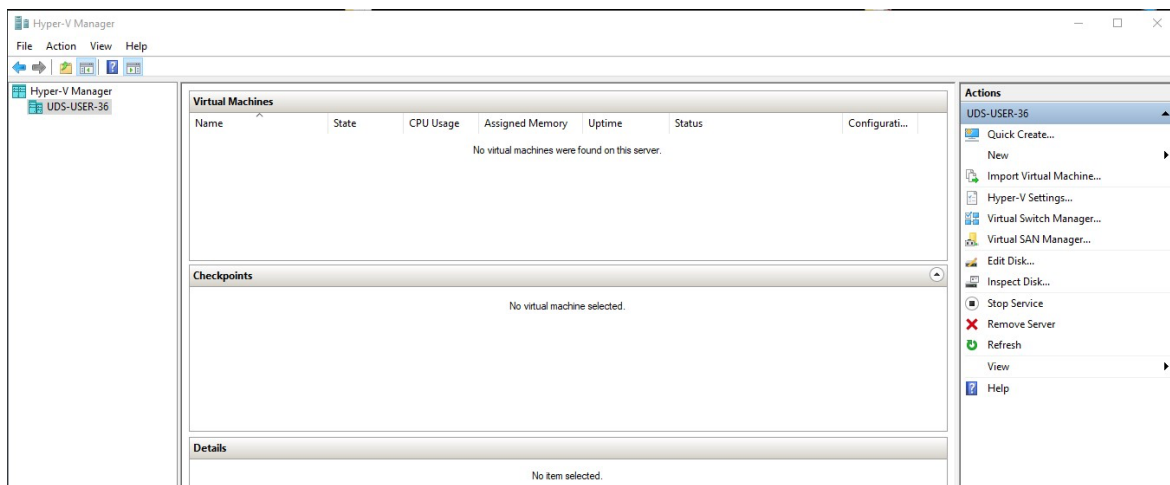 Hyper-V Manager
File Action View Help
Hyper-V Manager
UDS-USER-36
Virtual Machines
Name State CPU Usage Assigned Memory Uptime Status Configurati...
No virtual machines were found on this server.
Checkpoints
No virtual machine selected.
Details
No item selected.
Actions
UDS-USER-36
Quick Create...
New
Import Virtual Machine...
Hyper-V Settings...
Virtual Switch Manager...
Virtual SAN Manager...
Edit Disk...
Inspect Disk...
Stop Service
Remove Server
Refresh
View
Help